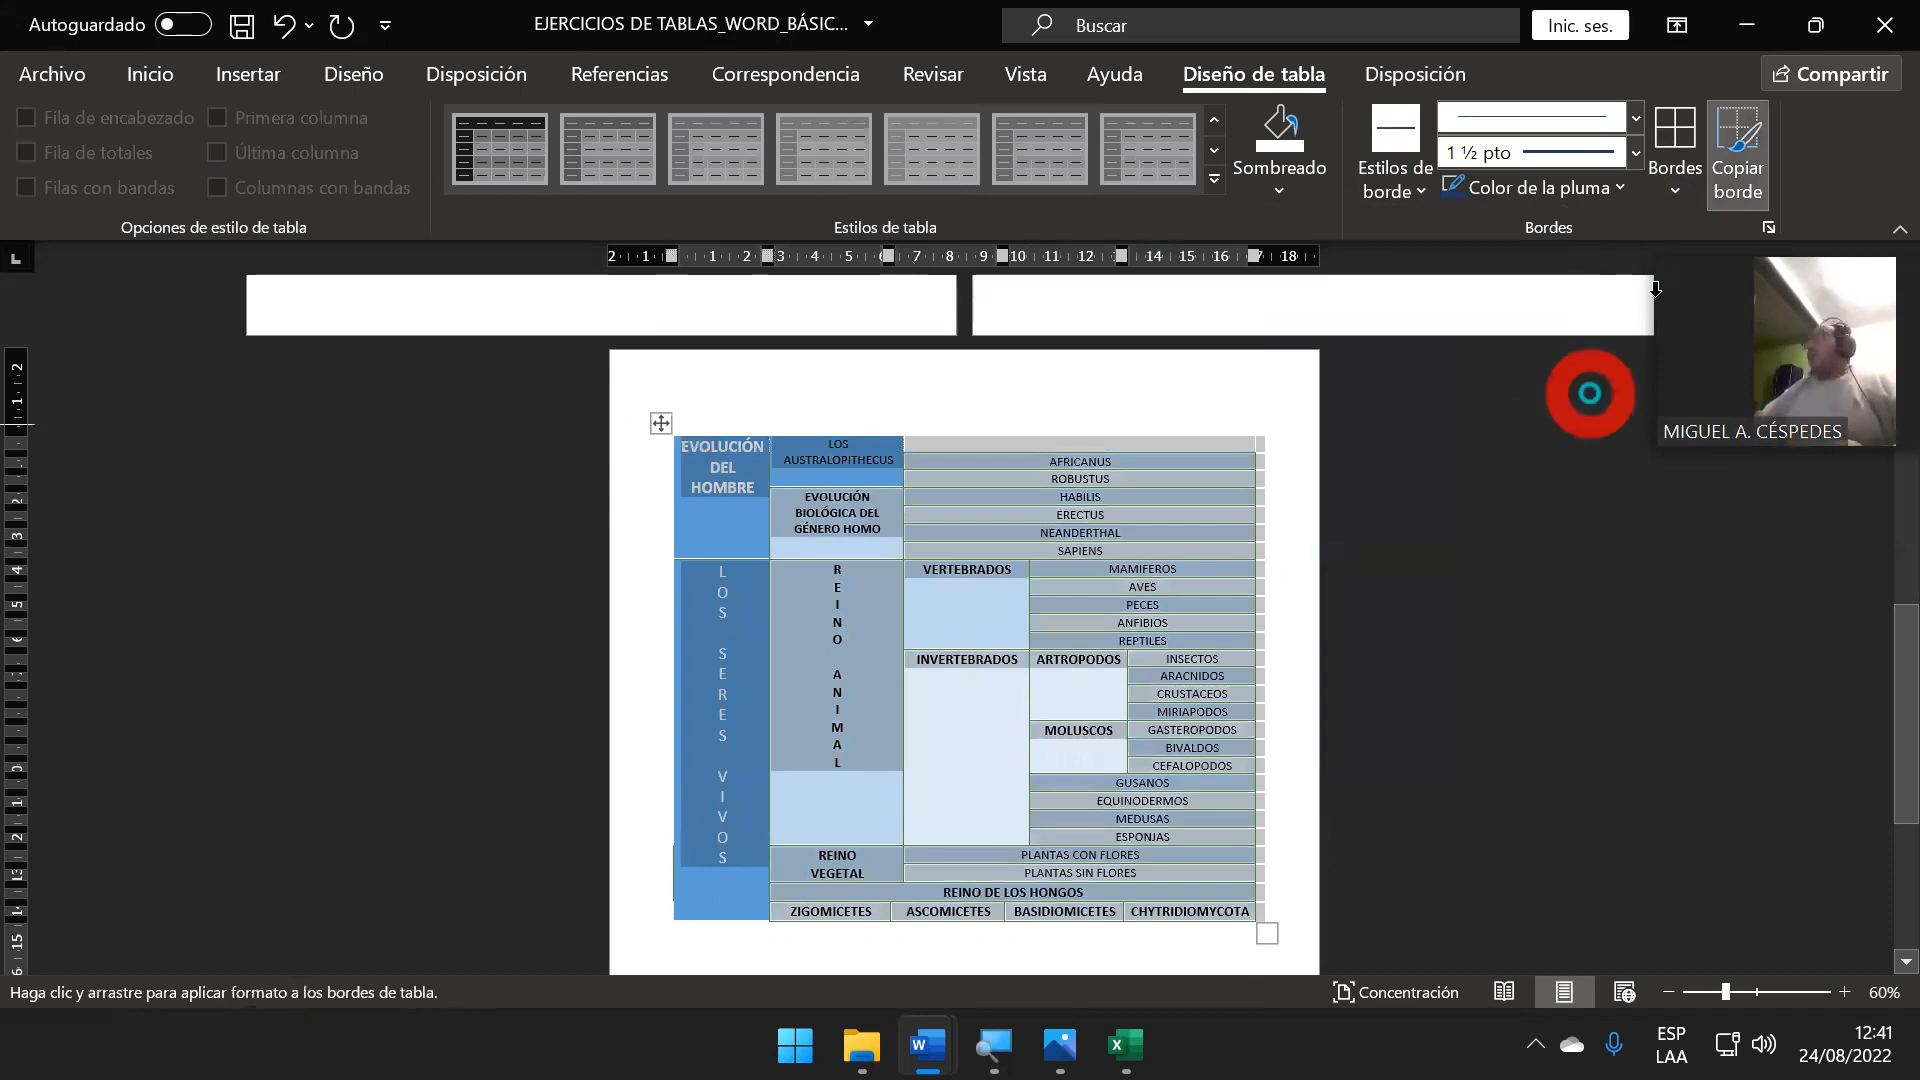 Autoguardado
EJERCICIOS DE TABLAS_WORD_BÁSIC...
Buscar
Inic. ses.
Archivo
Inicio
Insertar
Diseño
Disposición
Referencias
Correspondencia
Revisar
Vista
Ayuda
Diseño de tabla
Disposición
Compartir
Fila de encabezado
Primera columna
Fila de totales
Última columna
Filas con bandas
Columnas con bandas
Opciones de estilo de tabla
Estilos de tabla
Sombreado
Estilos de
borde
1 ½ pto
Color de la pluma
Bordes
Copiar
borde
Bordes
MIGUEL A. CÉSPEDES
EVOLUCIÓN
DEL
HOMBRE
LOS
AUSTRALOPITHECUS
AFRICANUS
ROBUSTUS
EVOLUCIÓN
BIOLÓGICA DEL
GÉNERO HOMO
HABILIS
ERECTUS
NEANDERTHAL
SAPIENS
L
O
S
S
E
R
E
S
V
I
V
O
S
R
E
I
N
O
A
N
I
M
A
L
VERTEBRADOS
MAMIFEROS
AVES
PECES
ANFIBIOS
REPTILES
INVERTEBRADOS
ARTROPODOS
INSECTOS
ARACNIDOS
CRUSTACEOS
MIRIAPODOS
MOLUSCOS
GASTEROPODOS
BIVALDOS
CEFALOPODOS
GUSANOS
EQUINODERMOS
MEDUSAS
ESPONJAS
REINO
VEGETAL
PLANTAS CON FLORES
PLANTAS SIN FLORES
REINO DE LOS HONGOS
ZIGOMICETES
ASCOMICETES
BASIDIOMICETES
CHYTRIDIOMYCOTA
Haga clic y arrastre para aplicar formato a los bordes de tabla.
Concentración
60%
ESP
LAA
12:41
24/08/2022